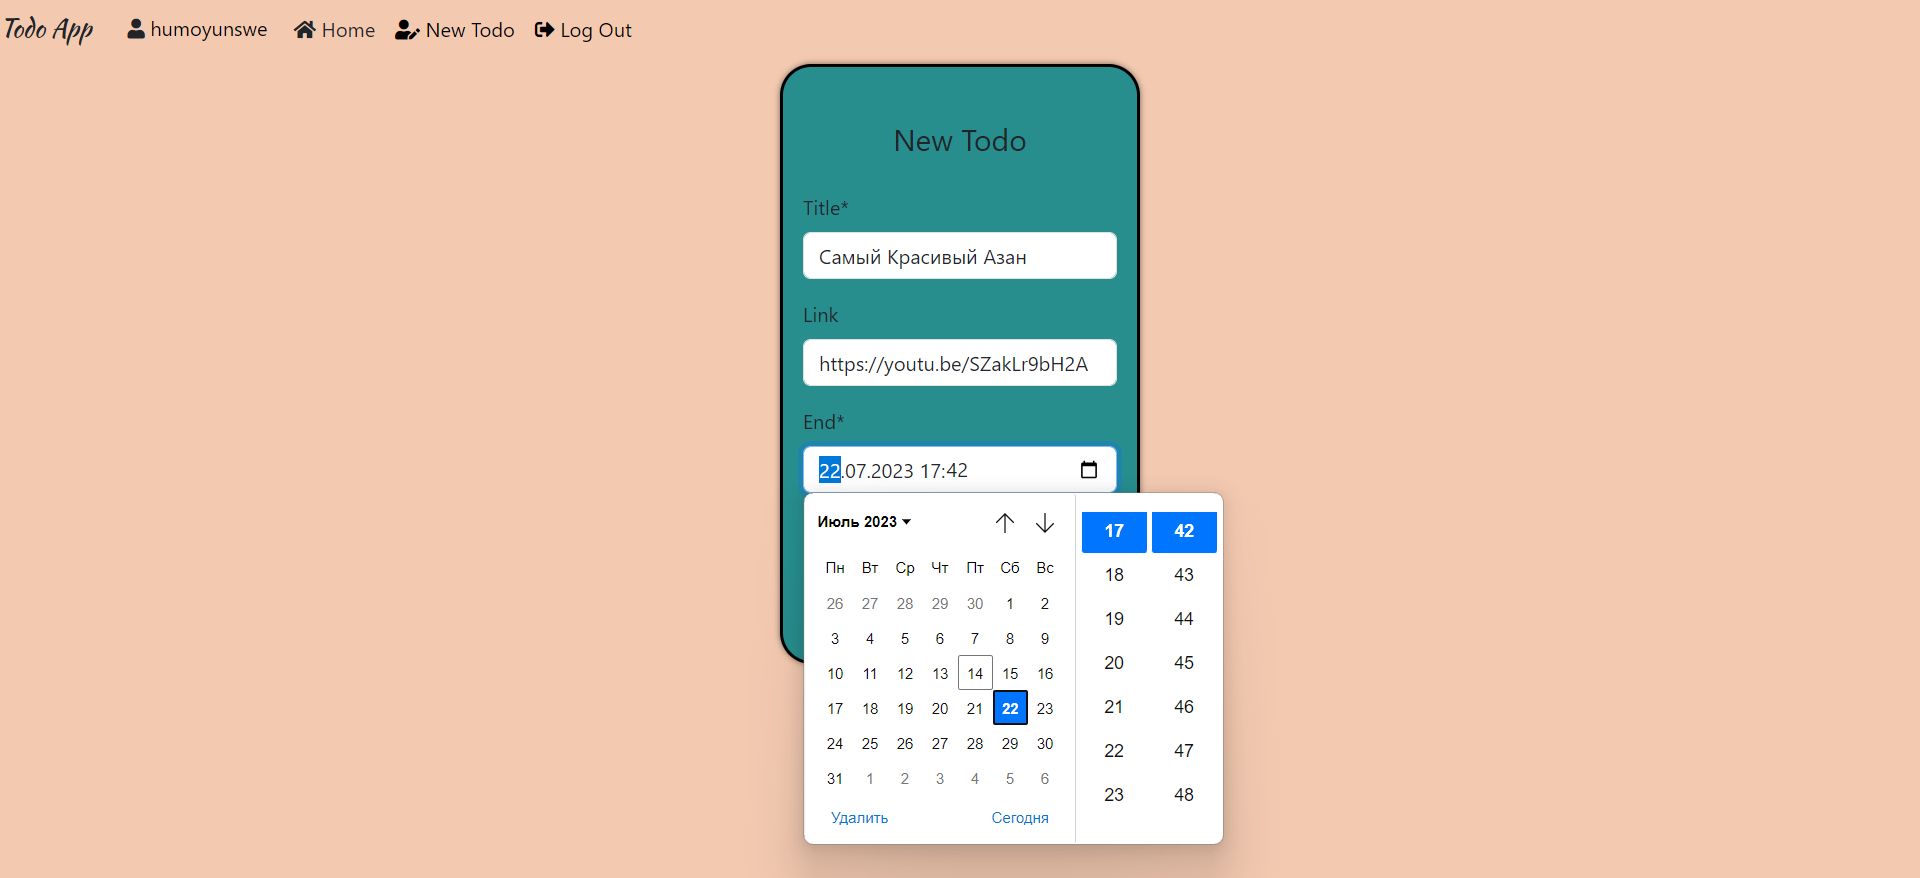 Todo App humoyunswe Home New Todo Log Out
New Todo
Title*
Самый Красивый Азан
Link
https://youtu.be/SZakLr9bH2A
End*
22.07.2023 17:42
Июль 2023
Пн Вт Ср Чт Пт Сб Вс
26 27 28 29 30 1 2
3 4 5 6 7 8 9
10 11 12 13 14 15 16
17 18 19 20 21 22 23
24 25 26 27 28 29 30
31 1 2 3 4 5 6
Удалить Сегодня
17 42
18 43
19 44
20 45
21 46
22 47
23 48